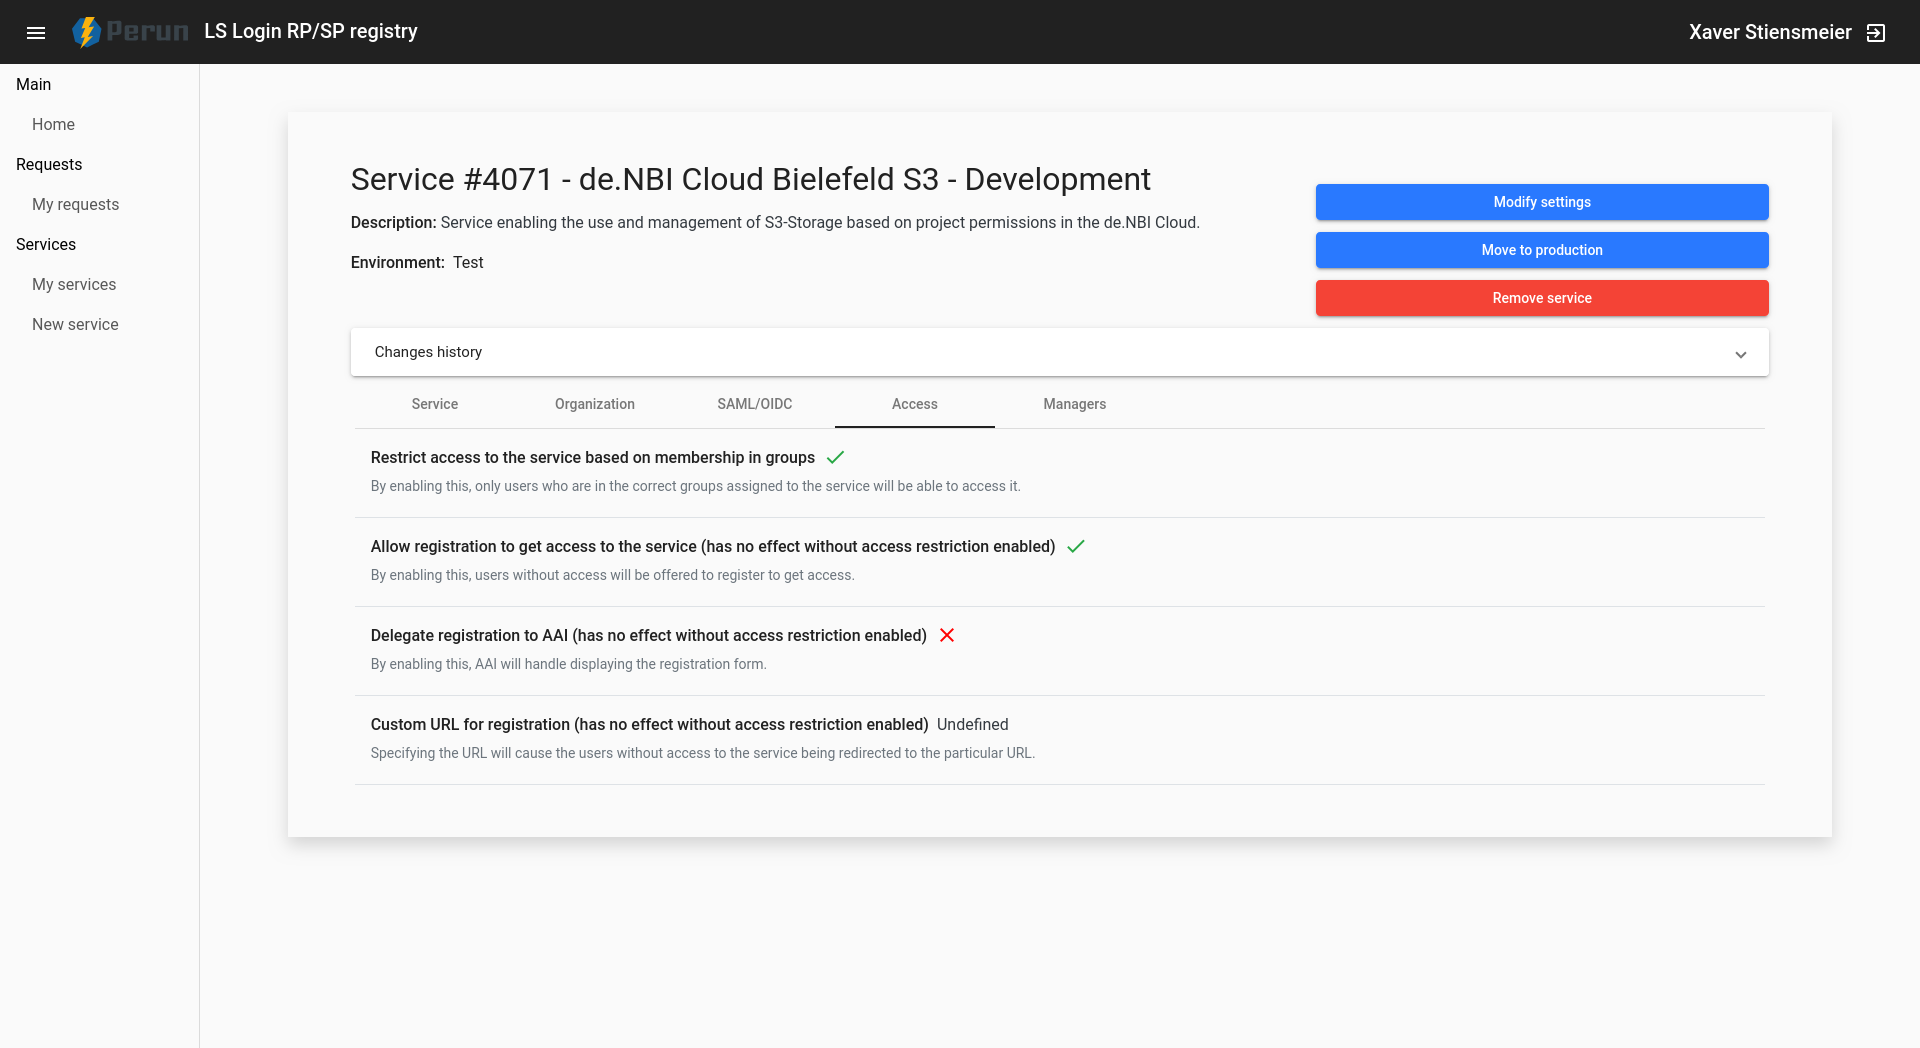 Perun LS Login RP/SP registry
Xaver Stiensmeier
Main
Home
Requests
My requests
Services
My services
New service
Service #4071 - de.NBI Cloud Bielefeld S3 - Development
Description: Service enabling the use and management of S3-Storage based on project permissions in the de.NBI Cloud.
Environment: Test
Modify settings
Move to production
Remove service
Changes history
Service Organization SAML/OIDC Access Managers
Restrict access to the service based on membership in groups
By enabling this, only users who are in the correct groups assigned to the service will be able to access it.
Allow registration to get access to the service (has no effect without access restriction enabled)
By enabling this, users without access will be offered to register to get access.
Delegate registration to AAI (has no effect without access restriction enabled)
By enabling this, AAI will handle displaying the registration form.
Custom URL for registration (has no effect without access restriction enabled) Undefined
Specifying the URL will cause the users without access to the service being redirected to the particular URL.